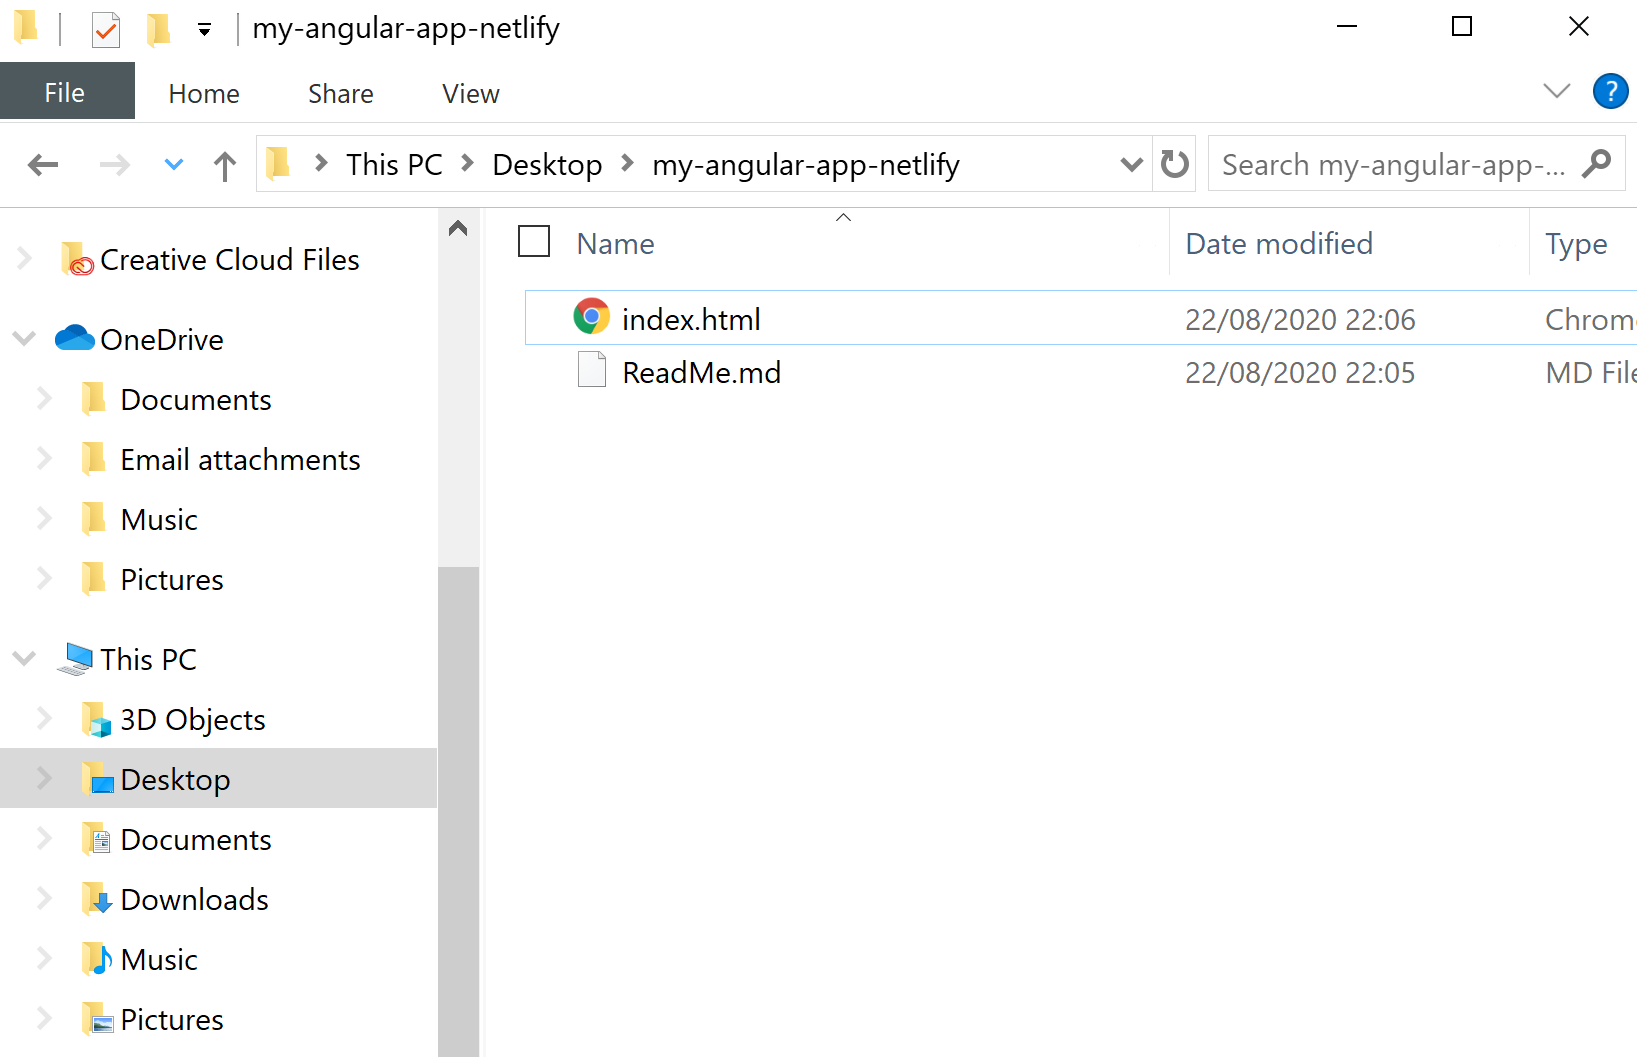 my-angular-app-netlify
File Home Share View ?
This PC Desktop my-angular-app-netlify Search my-angular-app-...
Creative Cloud Files
OneDrive
Documents
Email attachments
Music
Pictures
This PC
3D Objects
Desktop
Documents
Downloads
Music
Pictures
Name Date modified Type
index.html 22/08/2020 22:06 Chrom
ReadMe.md 22/08/2020 22:05 MD File